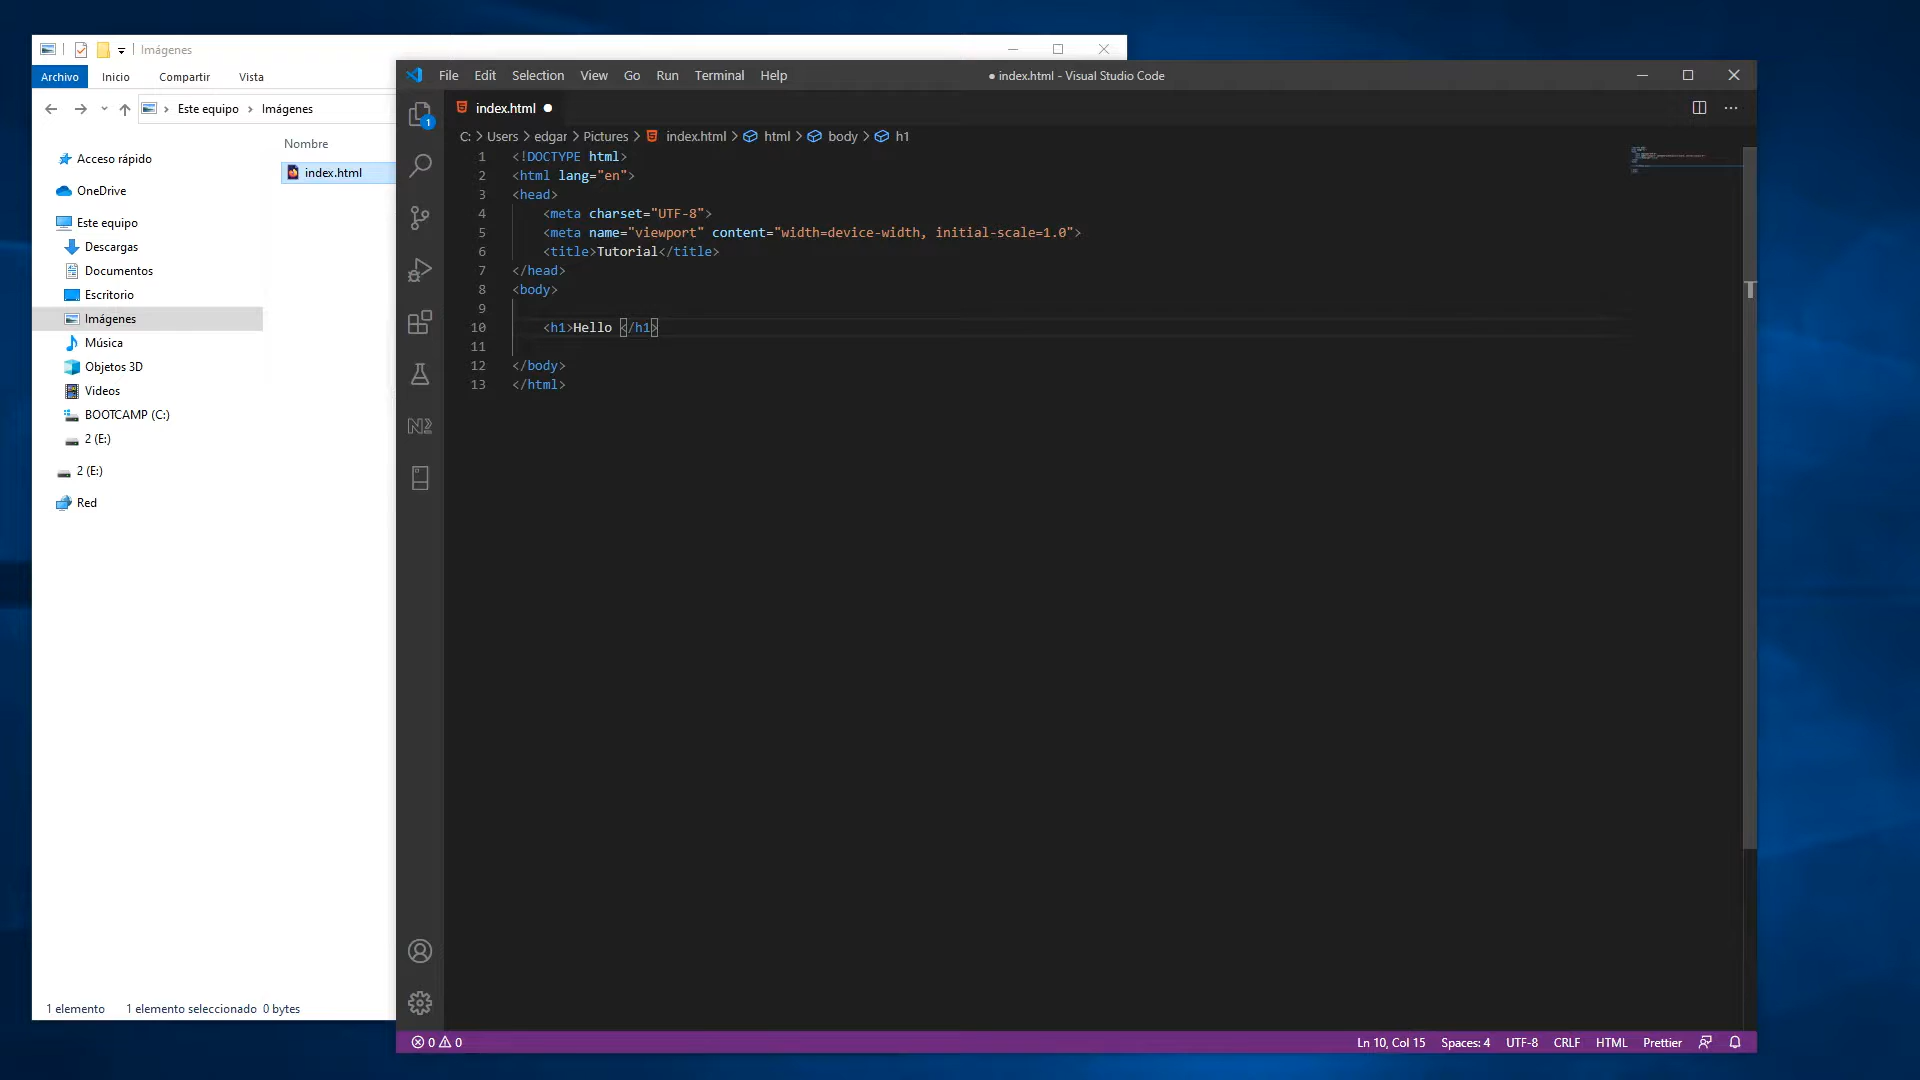 Imágenes
Archivo Inicio Compartir Vista
Este equipo Imágenes
Nombre
index.html
Acceso rápido
OneDrive
Este equipo
Descargas
Documentos
Escritorio
Imágenes
Música
Objetos 3D
Videos
BOOTCAMP (C:)
2 (E:)
2 (E:)
Red
1 elemento 1 elemento seleccionado 0 bytes
File Edit Selection View Go Run Terminal Help
● index.html - Visual Studio Code
1
index.html ●
C: > Users > edgar > Pictures > index.html > html > body > h1
1 <!DOCTYPE html>
2 <html lang="en">
3 <head>
4 <meta charset="UTF-8">
5 <meta name="viewport" content="width=device-width, initial-scale=1.0">
6 <title>Tutorial</title>
7 </head>
8 <body>
9
10 <h1>Hello </h1>
11
12 </body>
13 </html>
0 0
Ln 10, Col 15 Spaces: 4 UTF-8 CRLF HTML Prettier